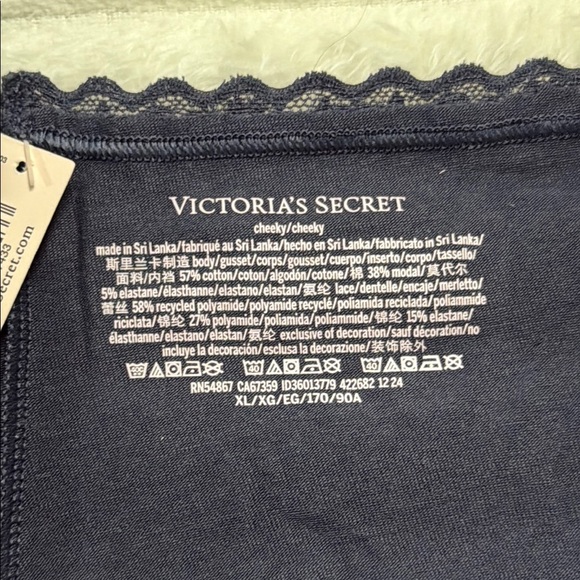 VICTORIA'S SECRET
cheeky/cheeky
made in Sri Lanka/fabriqué au Sri Lanka/hecho en Sri Lanka/fabbricato in Sri Lanka/
斯里兰卡制造 body/gusset/corps/gousset/cuerpo/inserto/corpo/tassello/
面料/内裆 57% cotton/coton/algodón/cotone/棉 38% modal/莫代尔
5% elastane/élasthanne/elastano/elastan/氨纶 lace/dentelle/encaje/merletto/
蕾丝 58% recycled polyamide/polyamide recyclé/poliamida reciclada/poliammide
riciclata/锦纶 27% polyamide/poliamida/poliammide/锦纶 15% elastane/
élasthanne/elastano/elastan/氨纶 exclusive of decoration/sauf décoration/no
incluye la decoración/esclusa la decorazione/装饰除外
40 40
RN54867 CA67359 ID36013779 422682 12 24
XL/XG/EG/170/90A
433
secret.com